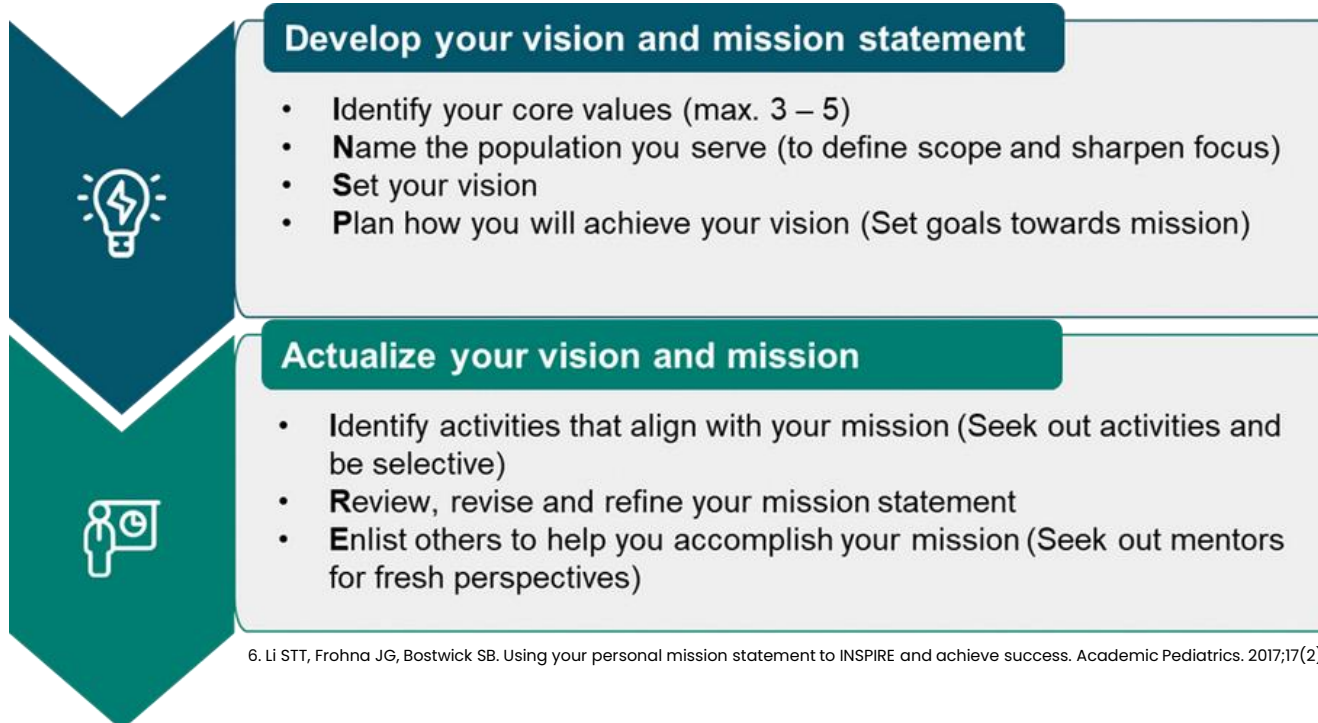 Develop your vision and mission statement
• Identify your core values (max. 3 – 5)
• Name the population you serve (to define scope and sharpen focus)
• Set your vision
• Plan how you will achieve your vision (Set goals towards mission)
Actualize your vision and mission
• Identify activities that align with your mission (Seek out activities and
be selective)
• Review, revise and refine your mission statement
• Enlist others to help you accomplish your mission (Seek out mentors
for fresh perspectives)
6. Li STT, Frohna JG, Bostwick SB. Using your personal mission statement to INSPIRE and achieve success. Academic Pediatrics. 2017;17(2)